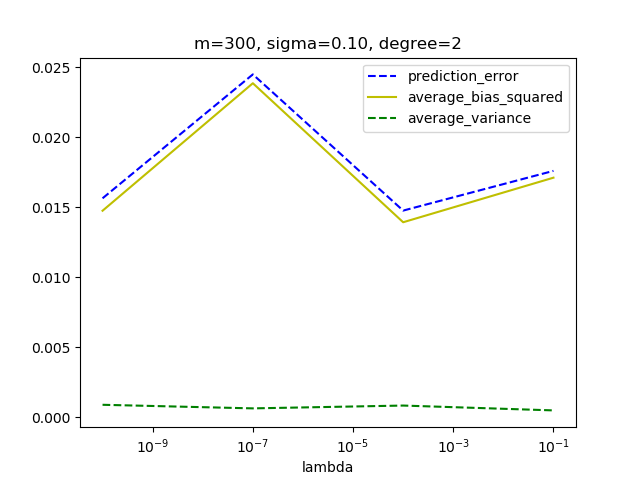 m=300, sigma=0.10, degree=2
0.025
0.020
0.015
0.010
0.005
0.000
prediction_error
average_bias_squared
average_variance
10⁻⁹ 10⁻⁷ 10⁻⁵ 10⁻³ 10⁻¹
lambda